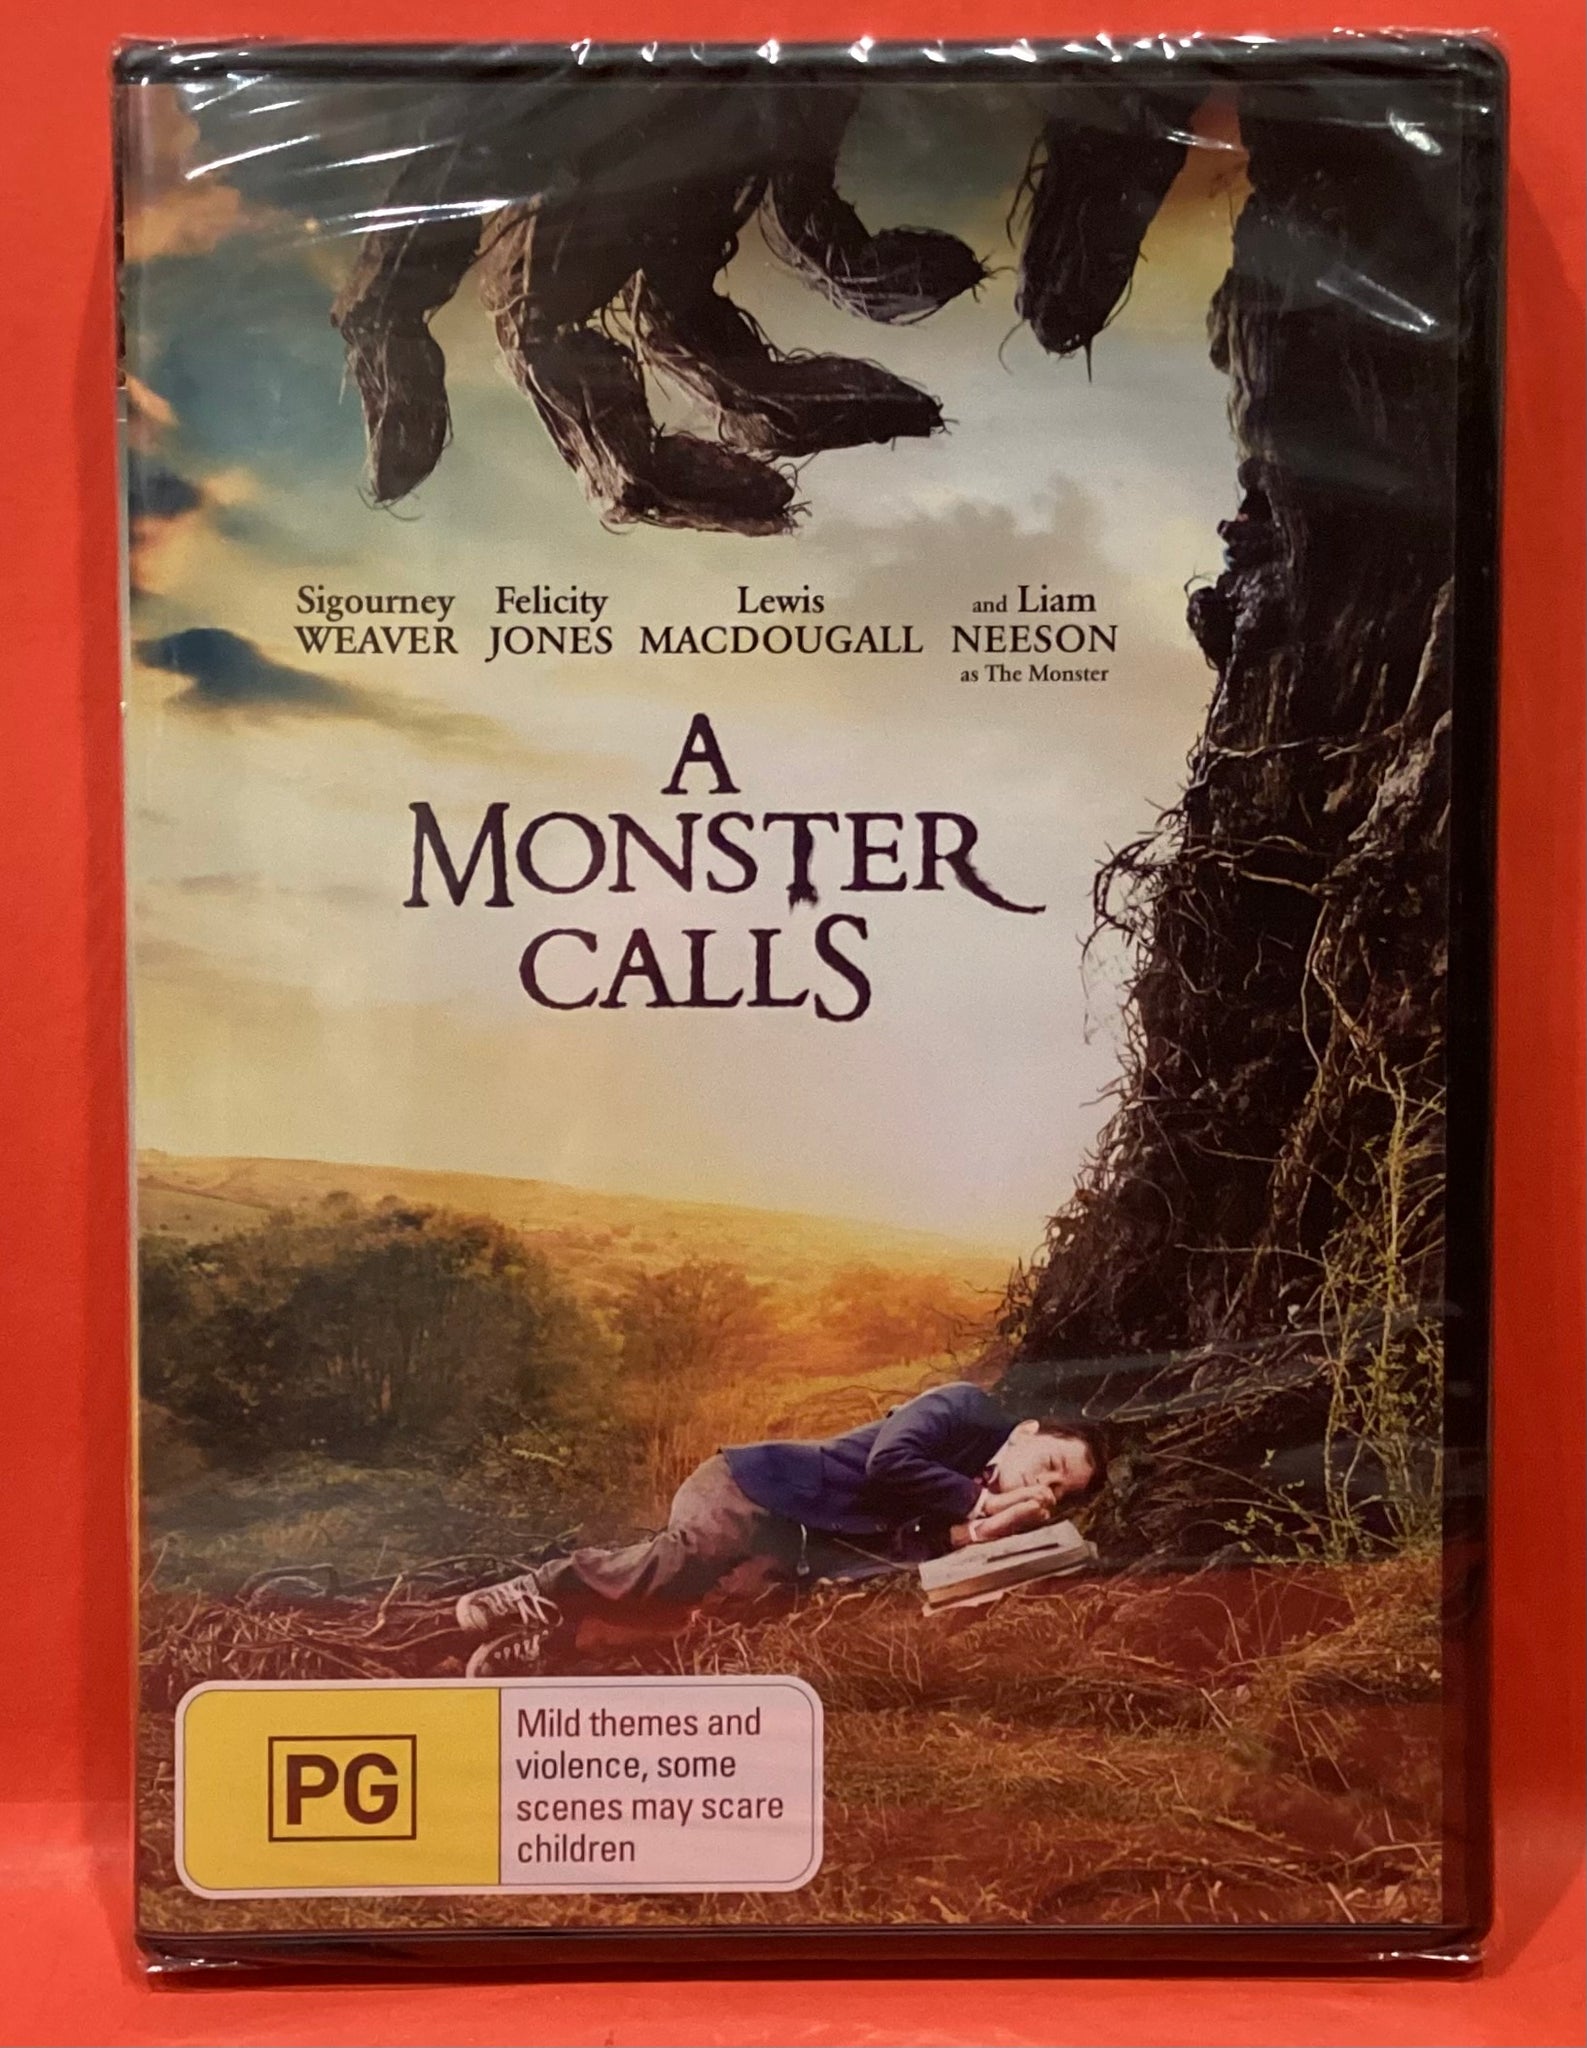 Sigourney Felicity Lewis and Liam
WEAVER JONES MACDOUGALL NEESON
as The Monster
A
MONSTER
CALLS
PG
Mild themes and
violence, some
scenes may scare
children